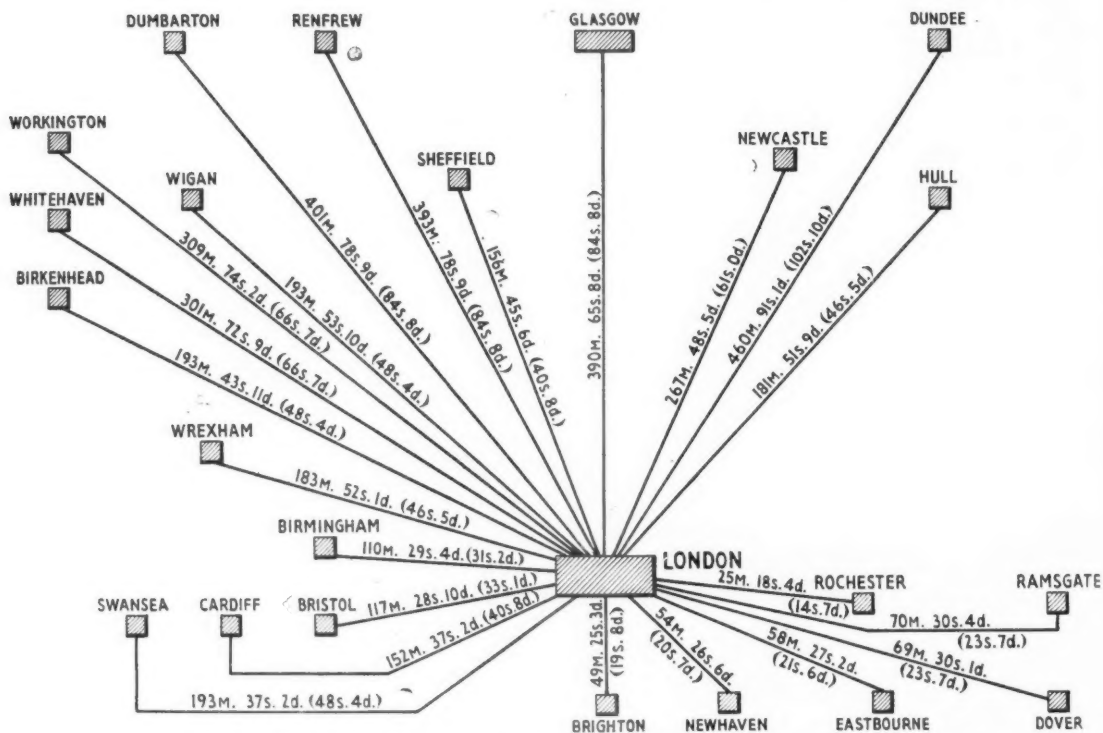 DUMBARTON
RENFREW
GLASGOW
DUNDEE
WORKINGTON
WIGAN
SHEFFIELD
NEWCASTLE
HULL
WHITEHAVEN
BIRKENHEAD
401M. 78s.9d. (84s.8d.)
393M. 78s.9d. (84s.8d.)
156M. 45s.6d. (40s.8d.)
390M. 65s.8d. (84s.8d.)
267M. 48s.5d. (61s.0d.)
460M. 91s.1d. (102s.10d.)
181M. 51s.9d. (46s.5d.)
309M. 74s.2d. (66s.7d.)
193M. 53s.10d. (48s.4d.)
301M. 72s.9d. (66s.7d.)
193M. 43s.11d. (48s.4d.)
WREXHAM
183M. 52s.1d. (46s.5d.)
BIRMINGHAM
110M. 29s.4d. (31s.2d.)
LONDON
SWANSEA
CARDIFF
BRISTOL
117M. 28s.10d. (33s.1d.)
152M. 37s.2d. (40s.8d.)
193M. 37s.2d. (48s.4d.)
25M. 18s.4d.
(14s.7d.)
ROCHESTER
RAMSGATE
70M. 30s.4d.
(23s.7d.)
49M. 25s.3d.
(19s.8d.)
54M. 26s.6d.
(20s.7d.)
58M. 27s.2d.
(21s.6d.)
69M. 30s.1d.
(23s.7d.)
BRIGHTON
NEWHAVEN
EASTBOURNE
DOVER